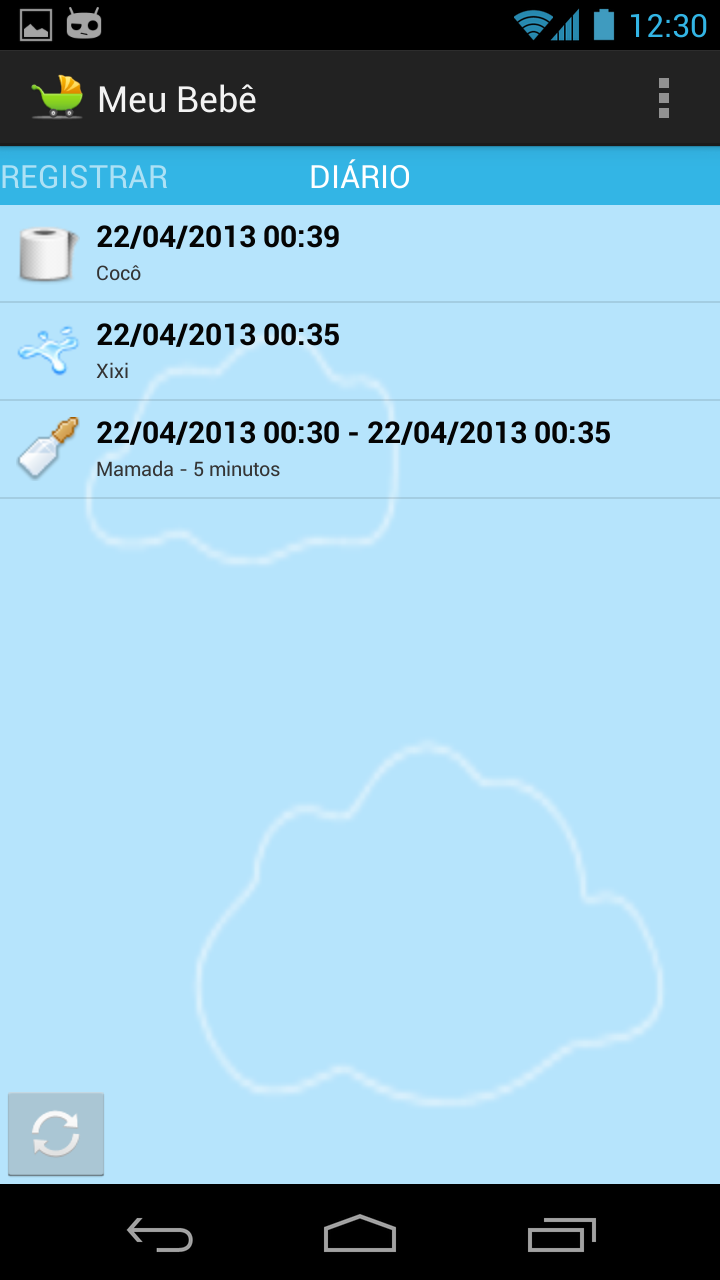 12:30
Meu Bebê
REGISTRAR DIÁRIO
22/04/2013 00:39
Cocô
22/04/2013 00:35
Xixi
22/04/2013 00:30 - 22/04/2013 00:35
Mamada - 5 minutos